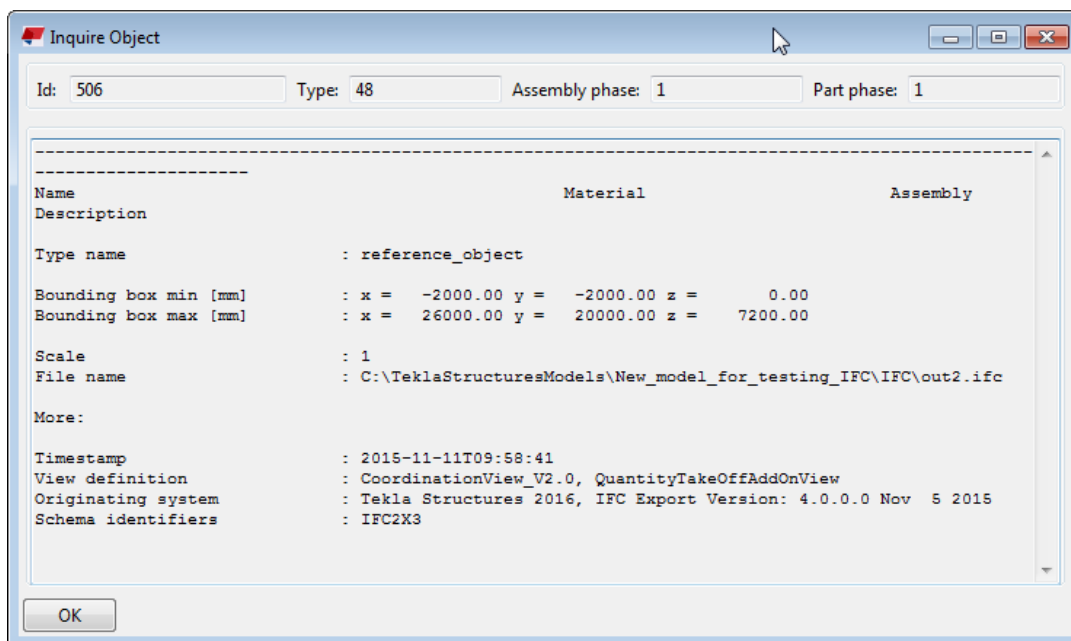 Inquire Object
Id: 506 Type: 48 Assembly phase: 1 Part phase: 1
--------------------------------------------------------------------------------------------------
---------------------
Name Material Assembly
Description
Type name : reference_object
Bounding box min [mm] : x = -2000.00 y = -2000.00 z = 0.00
Bounding box max [mm] : x = 26000.00 y = 20000.00 z = 7200.00
Scale : 1
File name : C:\TeklaStructuresModels\New_model_for_testing_IFC\IFC\out2.ifc
More:
Timestamp : 2015-11-11T09:58:41
View definition : CoordinationView_V2.0, QuantityTakeOffAddOnView
Originating system : Tekla Structures 2016, IFC Export Version: 4.0.0.0 Nov 5 2015
Schema identifiers : IFC2X3
OK